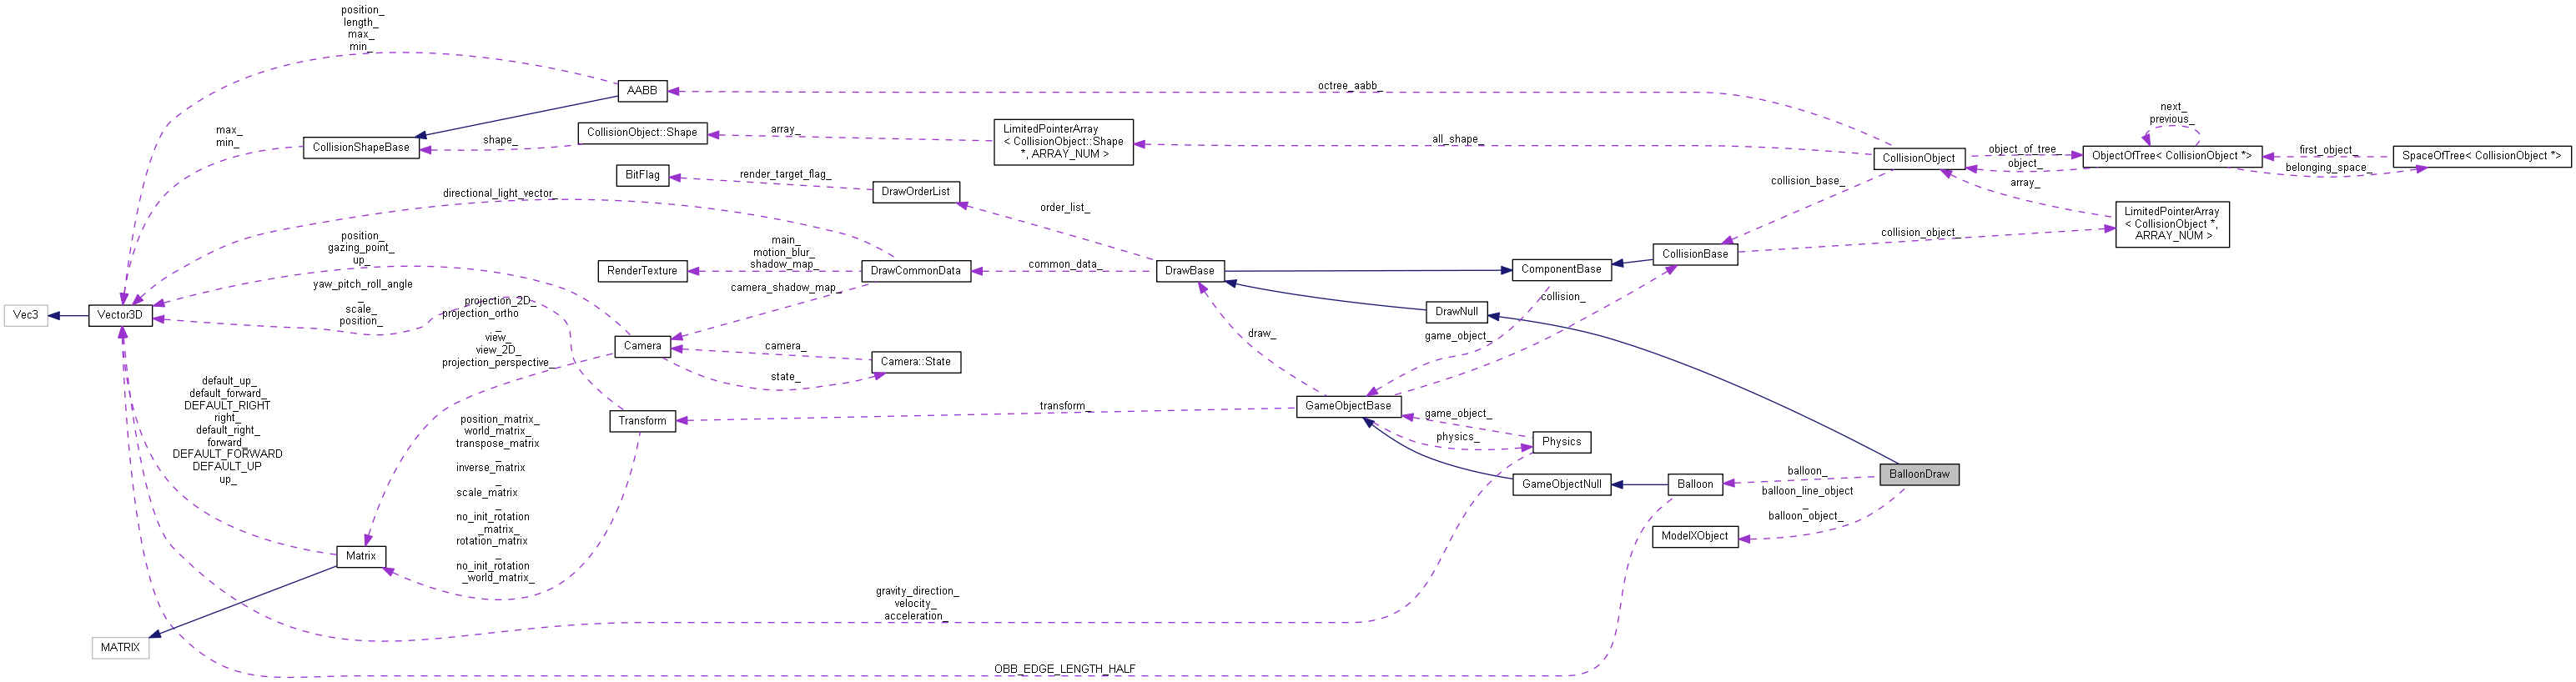 position_
length_
max_
min_
AABB
octree_aabb_
max_
min_
CollisionShapeBase
shape_
CollisionObject::Shape
array_
LimitedPointerArray
< CollisionObject::Shape
*, ARRAY_NUM >
all_shape_
CollisionObject
object_of_tree_
object_
next_
previous_
ObjectOfTree< CollisionObject *>
first_object_
belonging_space_
SpaceOfTree< CollisionObject *>
BitFlag
render_target_flag_
DrawOrderList
order_list_
collision_base_
array_
LimitedPointerArray
< CollisionObject *,
ARRAY_NUM >
collision_object_
CollisionBase
directional_light_vector_
position_
gazing_point_
up_
RenderTexture
main_
motion_blur_
shadow_map_
DrawCommonData
common_data_
DrawBase
ComponentBase
camera_shadow_map_
yaw_pitch_roll_angle
_
scale_
position_
Vec3
Vector3D
projection_2D_
projection_ortho
_
view_
view_2D_
projection_perspective_
Camera
camera_
state_
Camera::State
collision_
DrawNull
draw_
game_object_
default_up_
default_forward_
DEFAULT_RIGHT
right_
default_right_
forward_
DEFAULT_FORWARD
DEFAULT_UP
up_
position_matrix_
world_matrix_
transpose_matrix
_
inverse_matrix
_
scale_matrix
_
no_init_rotation
_matrix_
rotation_matrix
_
no_init_rotation
_world_matrix_
Transform
transform_
GameObjectBase
game_object_
physics_
Physics
GameObjectNull
Balloon
balloon_
BalloonDraw
balloon_line_object
_
balloon_object_
ModelXObject
Matrix
MATRIX
gravity_direction_
velocity_
acceleration_
OBB_EDGE_LENGTH_HALF